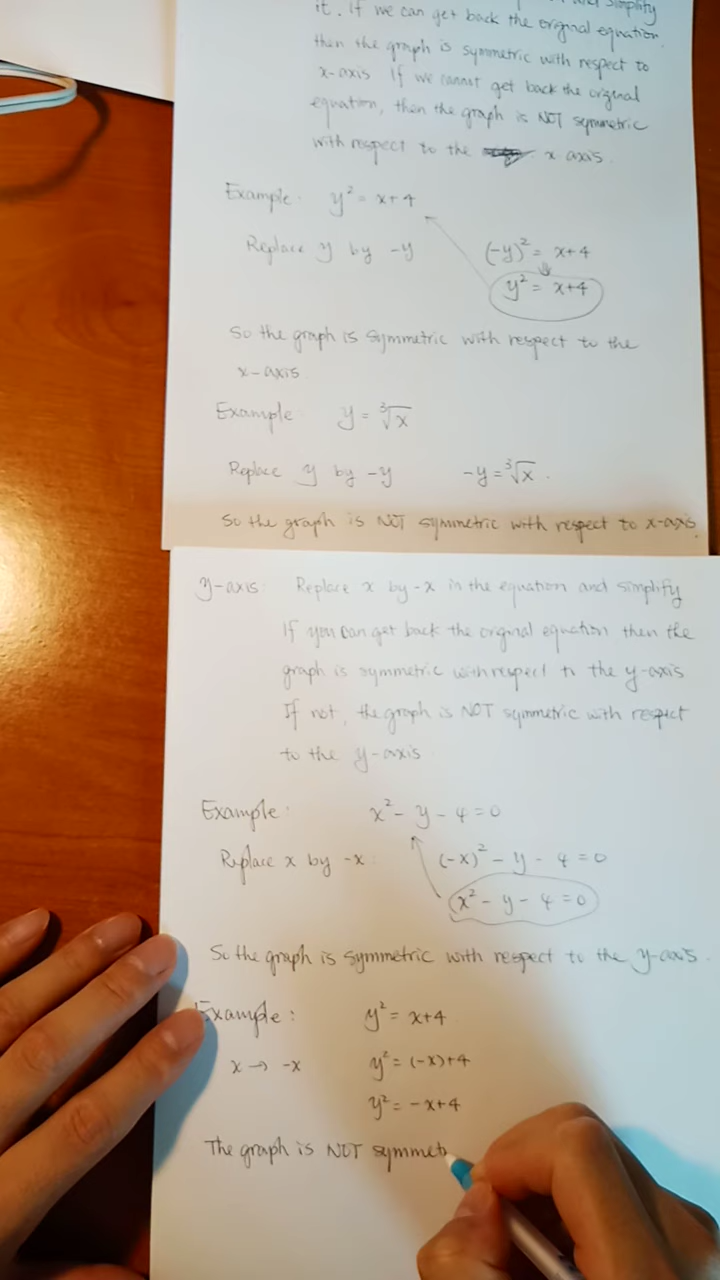 simplify
it. If we can get back the original equation,
then the graph is symmetric with respect to
x-axis If we cannot get back the orginal
equation, then the graph is NOT symmetric
with respect to the x axis.
Example: y² = x+4
Replace y by -y (-y)² = x+4
y² = x+4
So the graph is symmetric with respect to the
x-axis
Example: y = ∛x
Replace y by -y -y = ∛x.
So the graph is NOT symmetric with respect to x-axis.
y-axis: Replace x by -x in the equation and simplify
If you can get back the original equation then the
graph is symmetric with respect to the y-axis
If not, the graph is NOT symmetric with respect
to the y-axis
Example: x² - y - 4 = 0
Replace x by -x: (-x)² - y - 4 = 0
x² - y - 4 = 0
So the graph is symmetric with respect to the y-axis.
Example: y² = x+4
x → -x y² = (-x)+4
y² = -x+4
The graph is NOT symmet